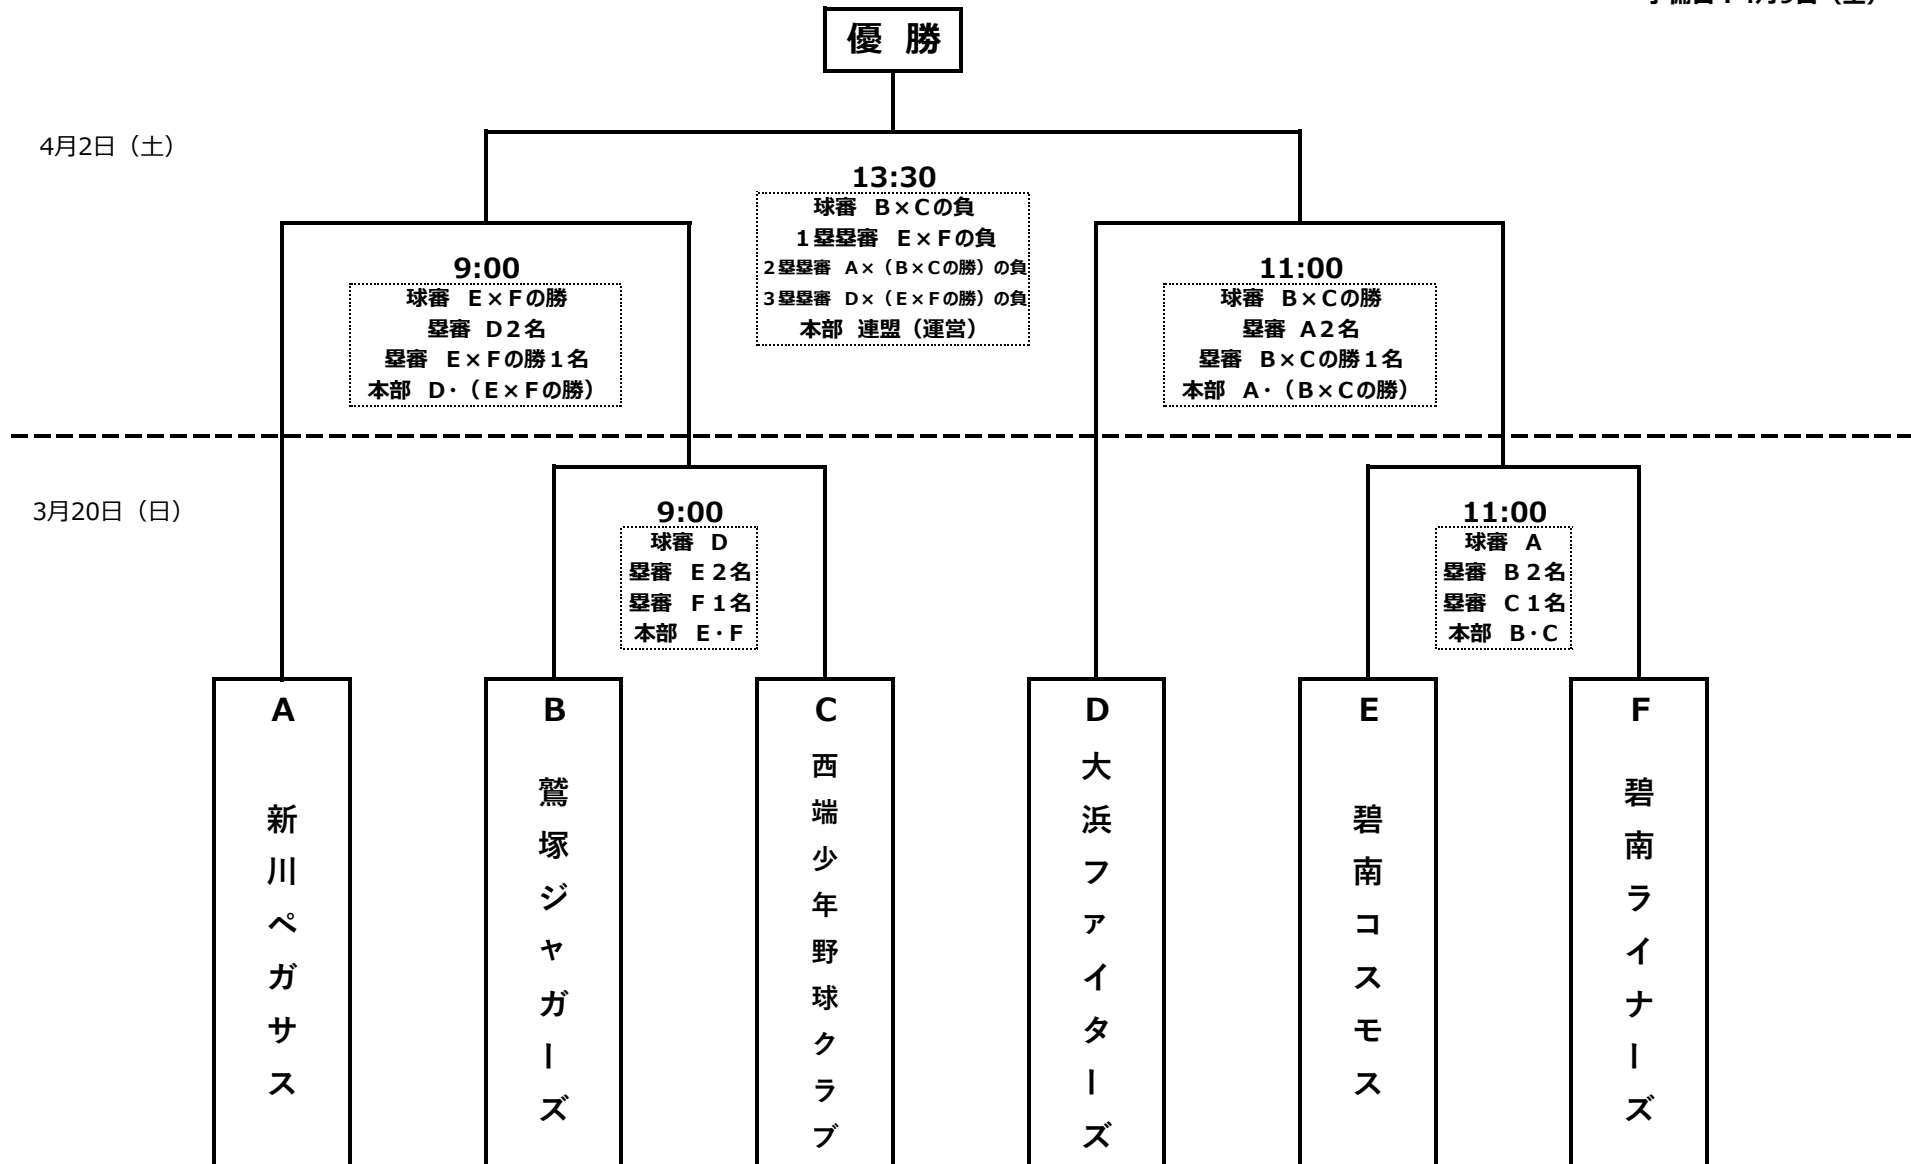 優 勝
4月2日（土）
13:30
球審 B×Cの負
1塁塁審 E×Fの負
2塁塁審 A×（B×Cの勝）の負
3塁塁審 D×（E×Fの勝）の負
本部 連盟（運営）
9:00
球審 E×Fの勝
塁審 D2名
塁審 E×Fの勝1名
本部 D・（E×Fの勝）
11:00
球審 B×Cの勝
塁審 A2名
塁審 B×Cの勝1名
本部 A・（B×Cの勝）
3月20日（日）
9:00
球審 D
塁審 E2名
塁審 F1名
本部 E・F
11:00
球審 A
塁審 B2名
塁審 C1名
本部 B・C
A
新川ペガサス
B
鷲塚ジャガーズ
C
西端少年野球クラブ
D
大浜ファイターズ
E
碧南コスモス
F
碧南ライナーズ